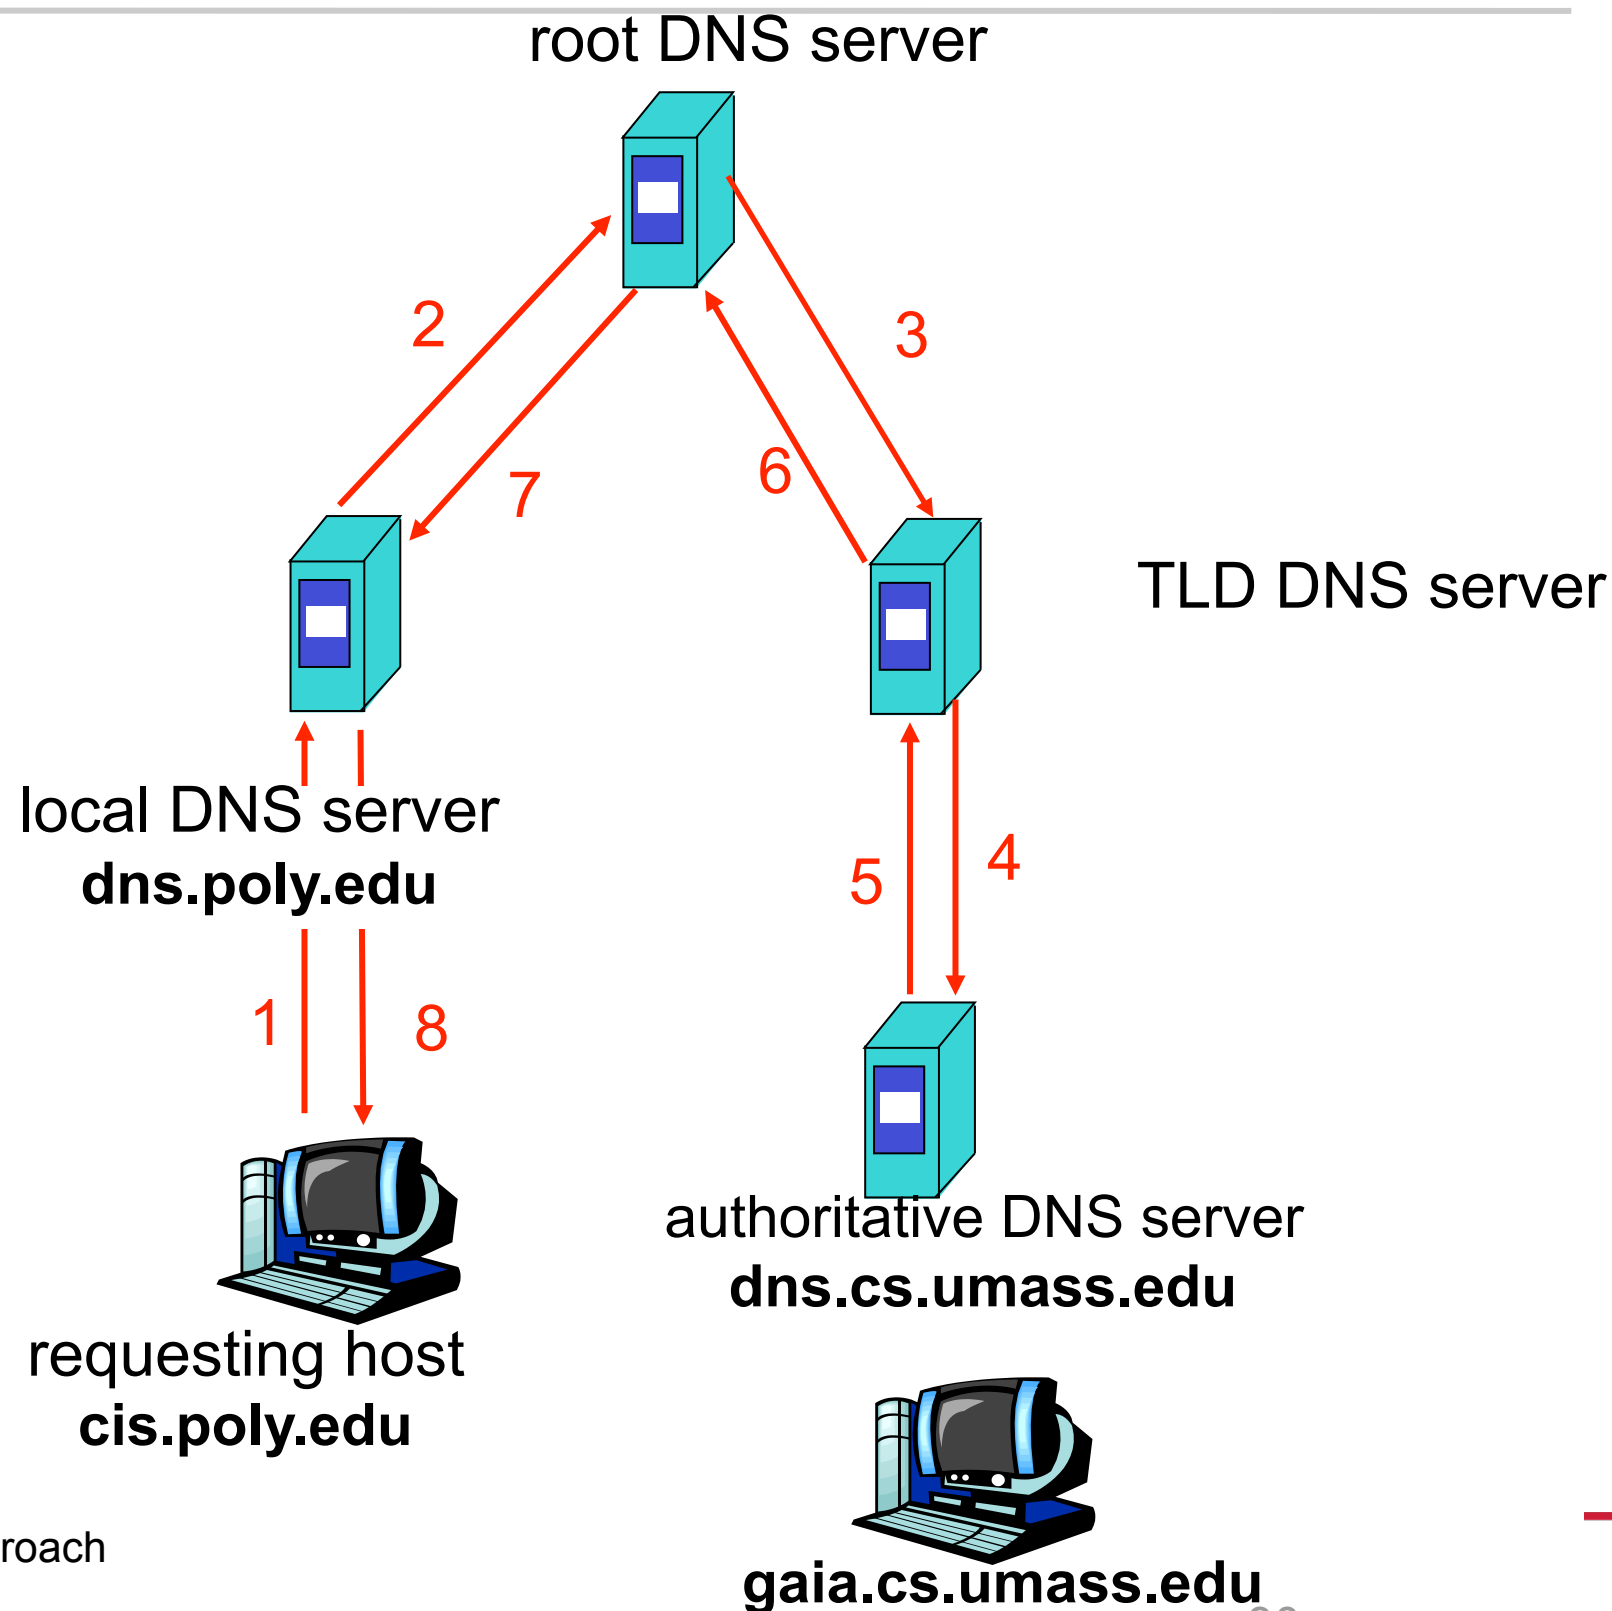 root DNS server
2
3
7
6
TLD DNS server
local DNS server
dns.poly.edu
5
4
1
8
authoritative DNS server
dns.cs.umass.edu
requesting host
cis.poly.edu
roach
gaia.cs.umass.edu